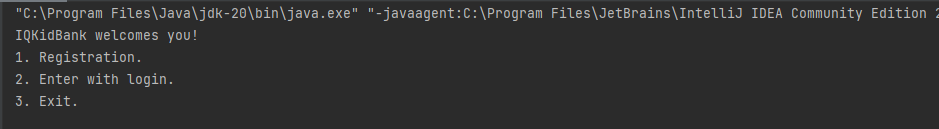 "C:\Program Files\Java\jdk-20\bin\java.exe" "-javaagent:C:\Program Files\JetBrains\IntelliJ IDEA Community Edition 2
IQKidBank welcomes you!
1. Registration.
2. Enter with login.
3. Exit.